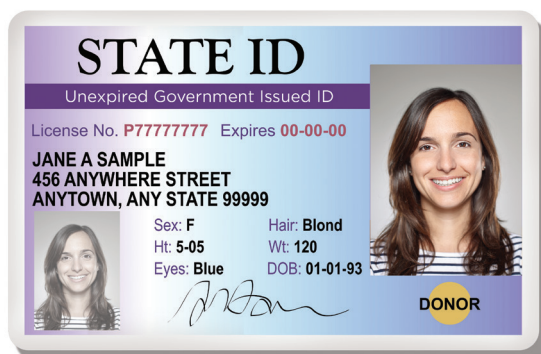 STATE ID
Unexpired Government Issued ID
License No. P77777777 Expires 00-00-00
JANE A SAMPLE
456 ANYWHERE STREET
ANYTOWN, ANY STATE 99999
Sex: F Hair: Blond
Ht: 5-05 Wt: 120
Eyes: Blue DOB: 01-01-93
DONOR